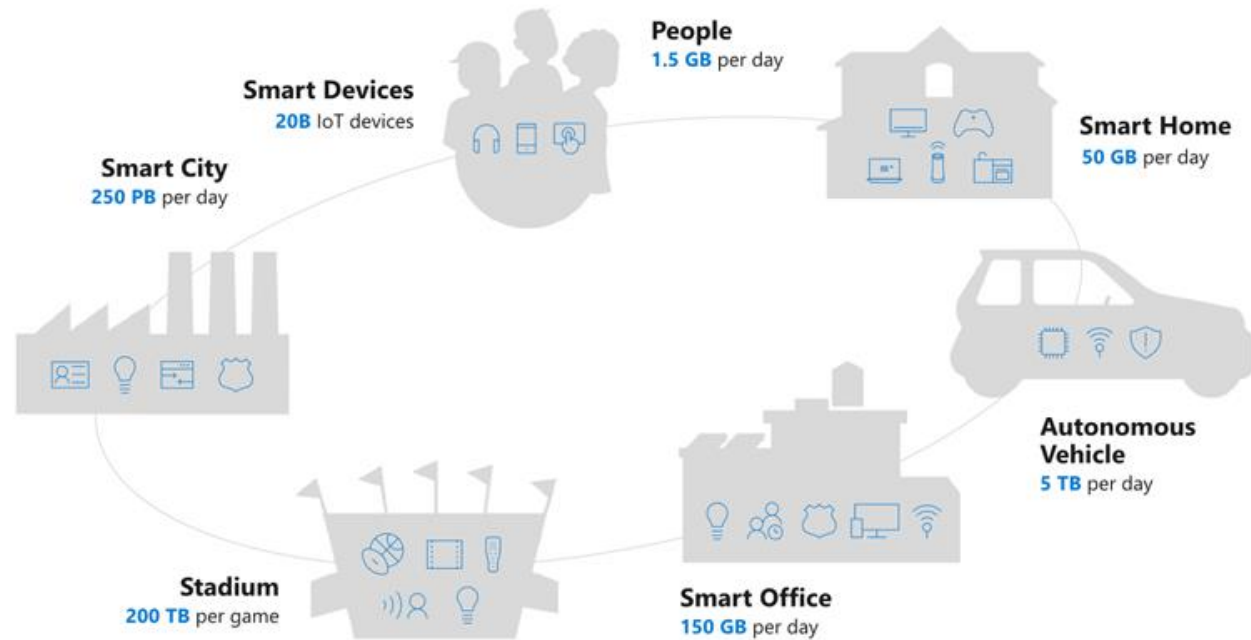 People
1.5 GB per day
Smart Devices
20B IoT devices
Smart Home
50 GB per day
Smart City
250 PB per day
Autonomous
Vehicle
5 TB per day
Stadium
200 TB per game
Smart Office
150 GB per day